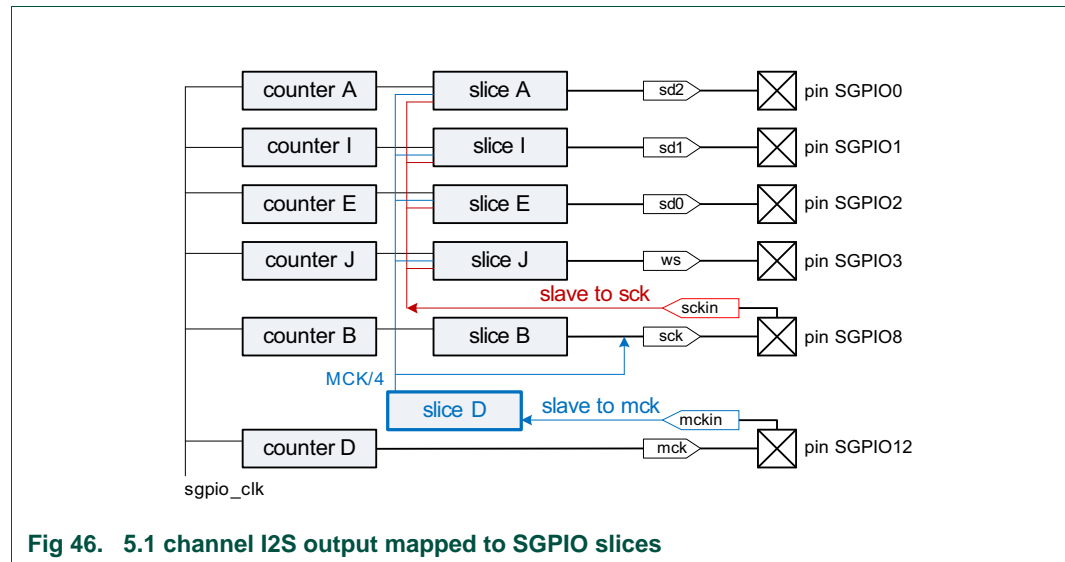 counter A slice A sd2 pin SGPIO0
counter I slice I sd1 pin SGPIO1
counter E slice E sd0 pin SGPIO2
counter J slice J ws pin SGPIO3
slave to sck sckin
counter B slice B sck pin SGPIO8
MCK/4
slice D slave to mck mckin
counter D mck pin SGPIO12
sgpio_clk
Fig 46. 5.1 channel I2S output mapped to SGPIO slices